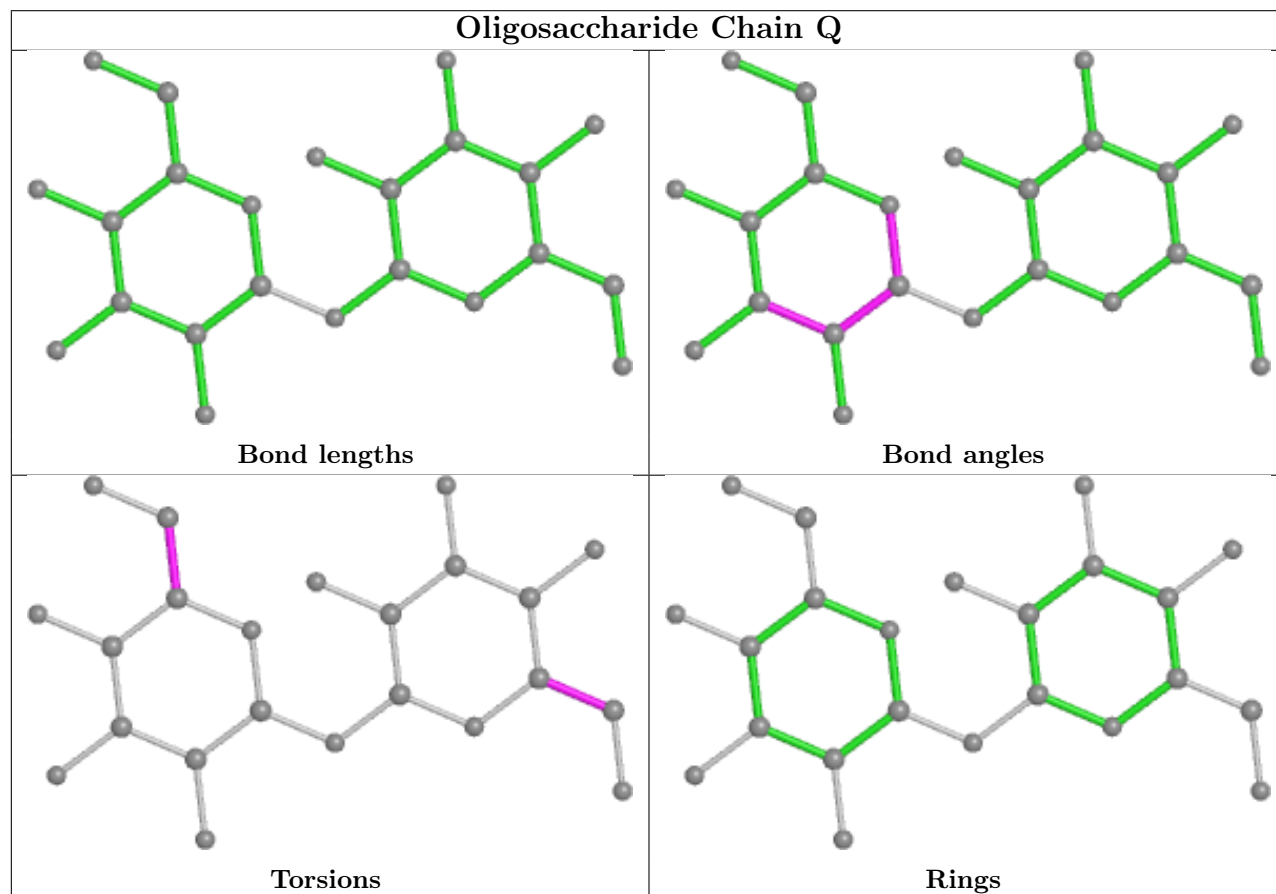 Oligosaccharide Chain Q
Bond lengths
Bond angles
Torsions
Rings